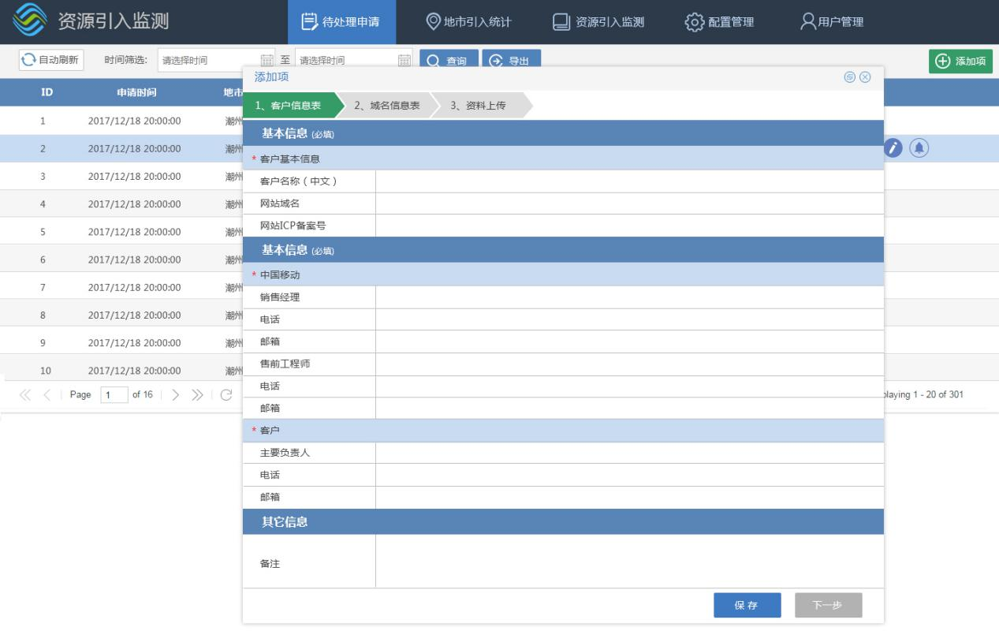 资源引入监测
待处理申请
地市引入统计
资源引入监测
配置管理
用户管理
自动刷新
时间筛选:
请选择时间
至
请选择时间
查询
导出
添加项
ID
申请时间
地市
1
2017/12/18 20:00:00
潮州
2
2017/12/18 20:00:00
潮州
3
2017/12/18 20:00:00
潮州
4
2017/12/18 20:00:00
潮州
5
2017/12/18 20:00:00
潮州
6
2017/12/18 20:00:00
潮州
7
2017/12/18 20:00:00
潮州
8
2017/12/18 20:00:00
潮州
9
2017/12/18 20:00:00
潮州
10
2017/12/18 20:00:00
潮州
Page 1 of 16
playing 1 - 20 of 301
添加项
1、客户信息表
2、域名信息表
3、资料上传
基本信息 (必填)
* 客户基本信息
客户名称（中文）
网站域名
网站ICP备案号
基本信息 (必填)
* 中国移动
销售经理
电话
邮箱
售前工程师
电话
邮箱
* 客户
主要负责人
电话
邮箱
其它信息
备注
保存
下一步